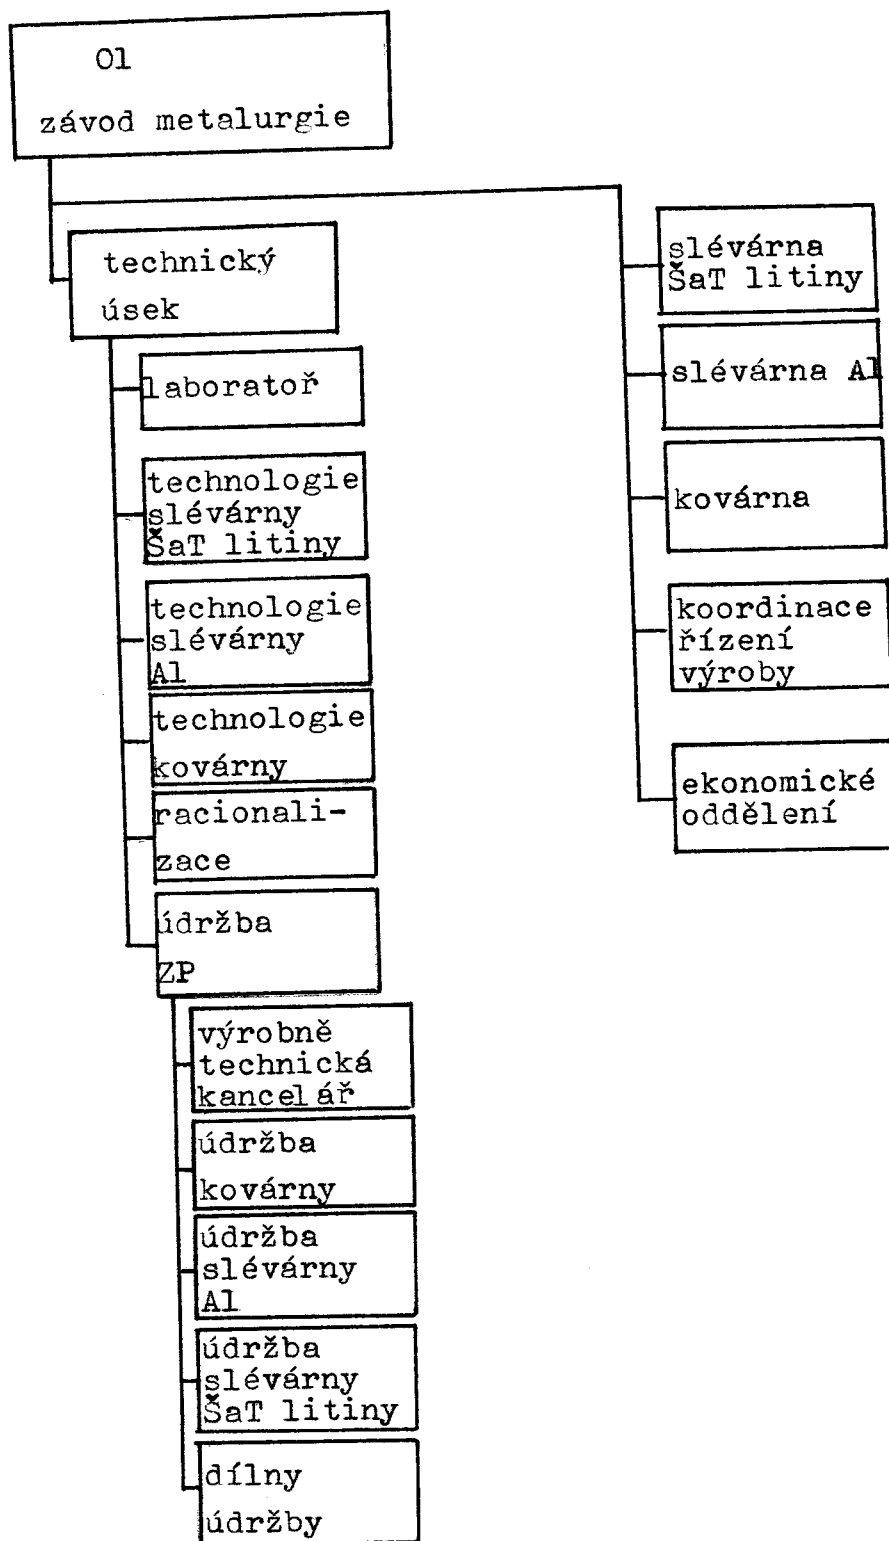 01
závod metalurgie
technický
úsek
laboratoř
technologie
slévárny
ŠaT litiny
technologie
slévárny
Al
technologie
kovárny
racionali-
zace
údržba
ZP
výrobně
technická
kancelář
údržba
kovárny
údržba
slévárny
Al
údržba
slévárny
ŠaT litiny
dílny
údržby
slévárna
ŠaT litiny
slévárna Al
kovárna
koordinace
řízení
výroby
ekonomické
oddělení